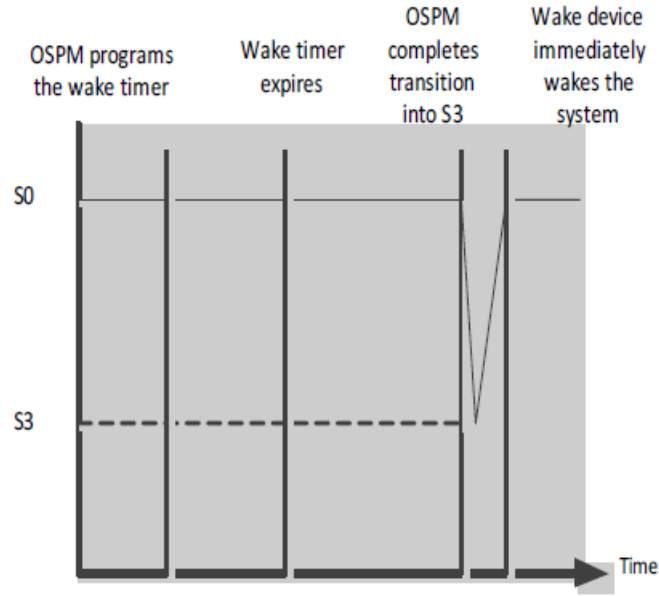 OSPM programs
the wake timer
Wake timer
expires
OSPM
completes
transition
into S3
Wake device
immediately
wakes the
system
S0
S3
Time